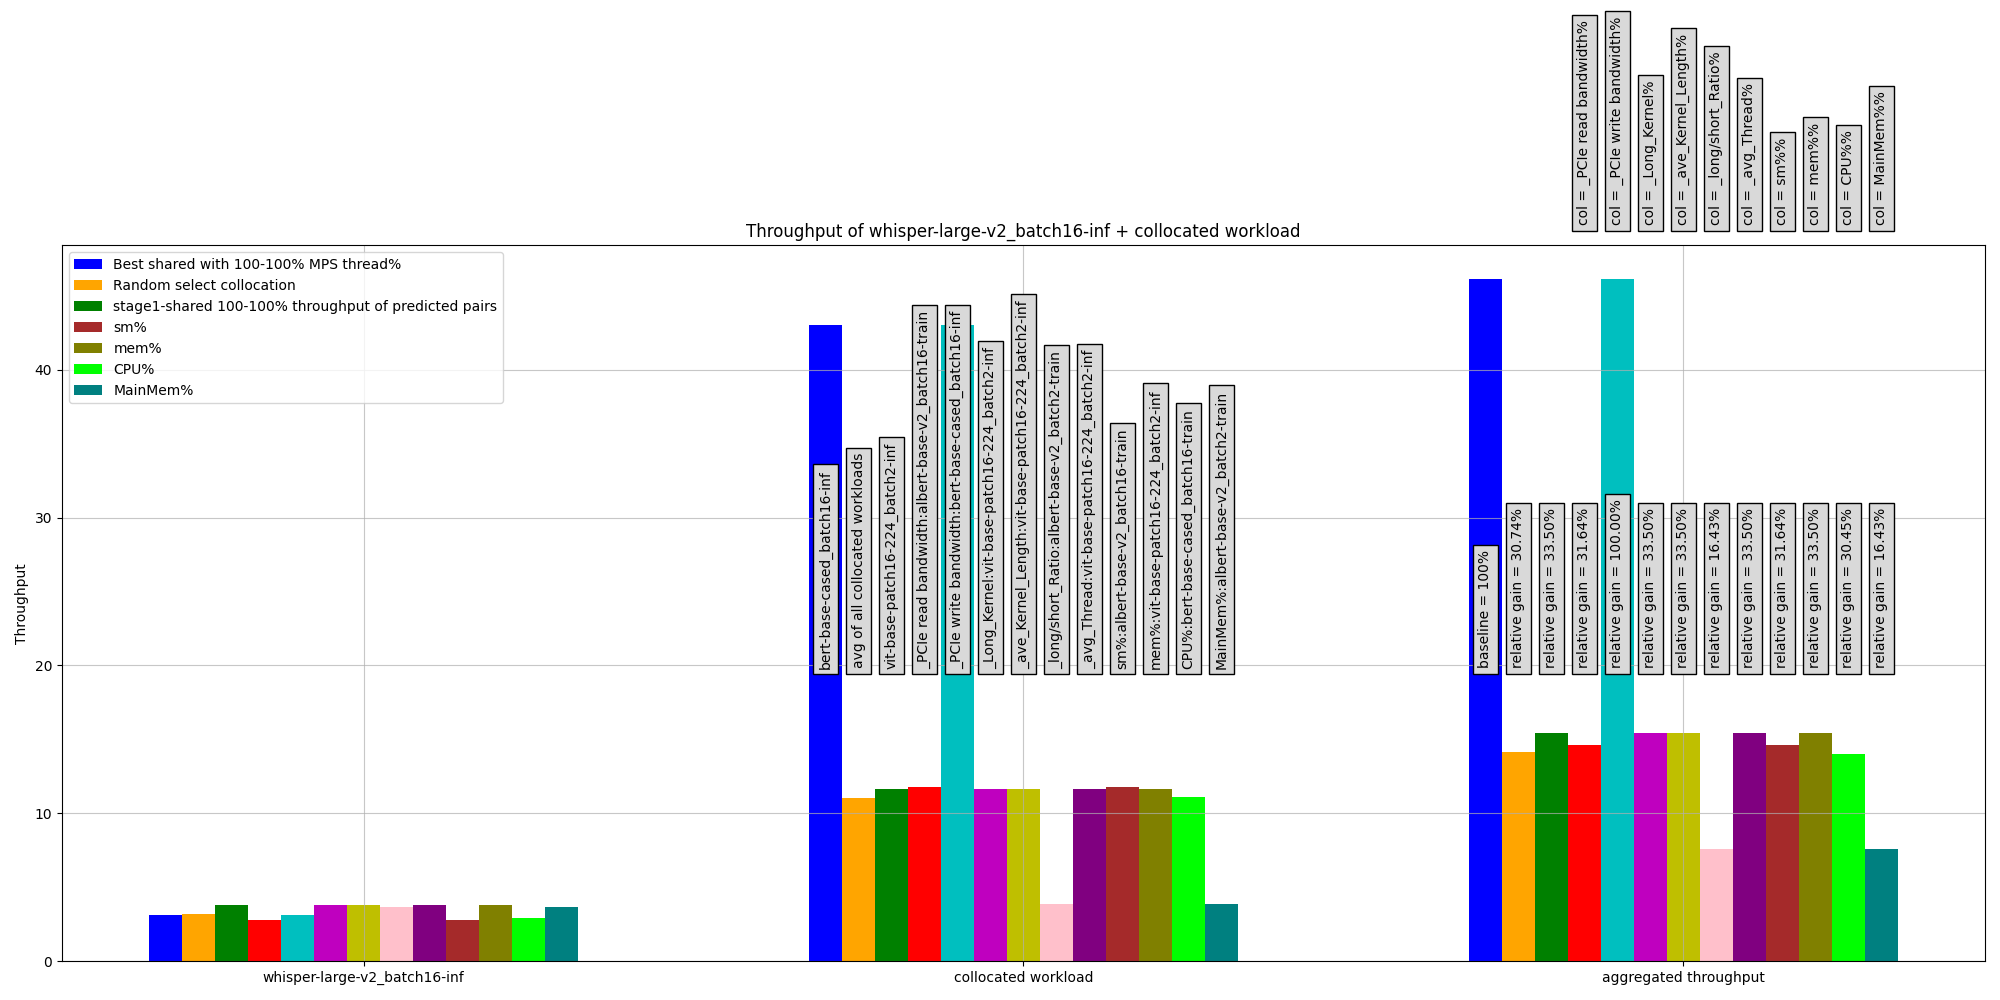 col = _PCIe read bandwidth%
col = _PCIe write bandwidth%
col = _Long_Kernel%
col = _ave_Kernel_Length%
col = _long/short_Ratio%
col = _avg_Thread%
col = sm%%
col = mem%%
col = CPU%%
col = MainMem%%
Throughput of whisper-large-v2_batch16-inf + collocated workload
Best shared with 100-100% MPS thread%
Random select collocation
stage1-shared 100-100% throughput of predicted pairs
sm%
mem%
CPU%
MainMem%
Throughput
40
30
20
10
0
bert-base-cased_batch16-inf
avg of all collocated workloads
vit-base-patch16-224_batch2-inf
_PCIe read bandwidth:albert-base-v2_batch16-train
_PCIe write bandwidth:bert-base-cased_batch16-inf
_Long_Kernel:vit-base-patch16-224_batch2-inf
_ave_Kernel_Length:vit-base-patch16-224_batch2-inf
_long/short_Ratio:albert-base-v2_batch2-train
_avg_Thread:vit-base-patch16-224_batch2-inf
sm%:albert-base-v2_batch16-train
mem%:vit-base-patch16-224_batch2-inf
CPU%:bert-base-cased_batch16-train
MainMem%:albert-base-v2_batch2-train
baseline = 100%
relative gain = 30.74%
relative gain = 33.50%
relative gain = 31.64%
relative gain = 100.00%
relative gain = 33.50%
relative gain = 33.50%
relative gain = 16.43%
relative gain = 33.50%
relative gain = 31.64%
relative gain = 33.50%
relative gain = 30.45%
relative gain = 16.43%
whisper-large-v2_batch16-inf
collocated workload
aggregated throughput